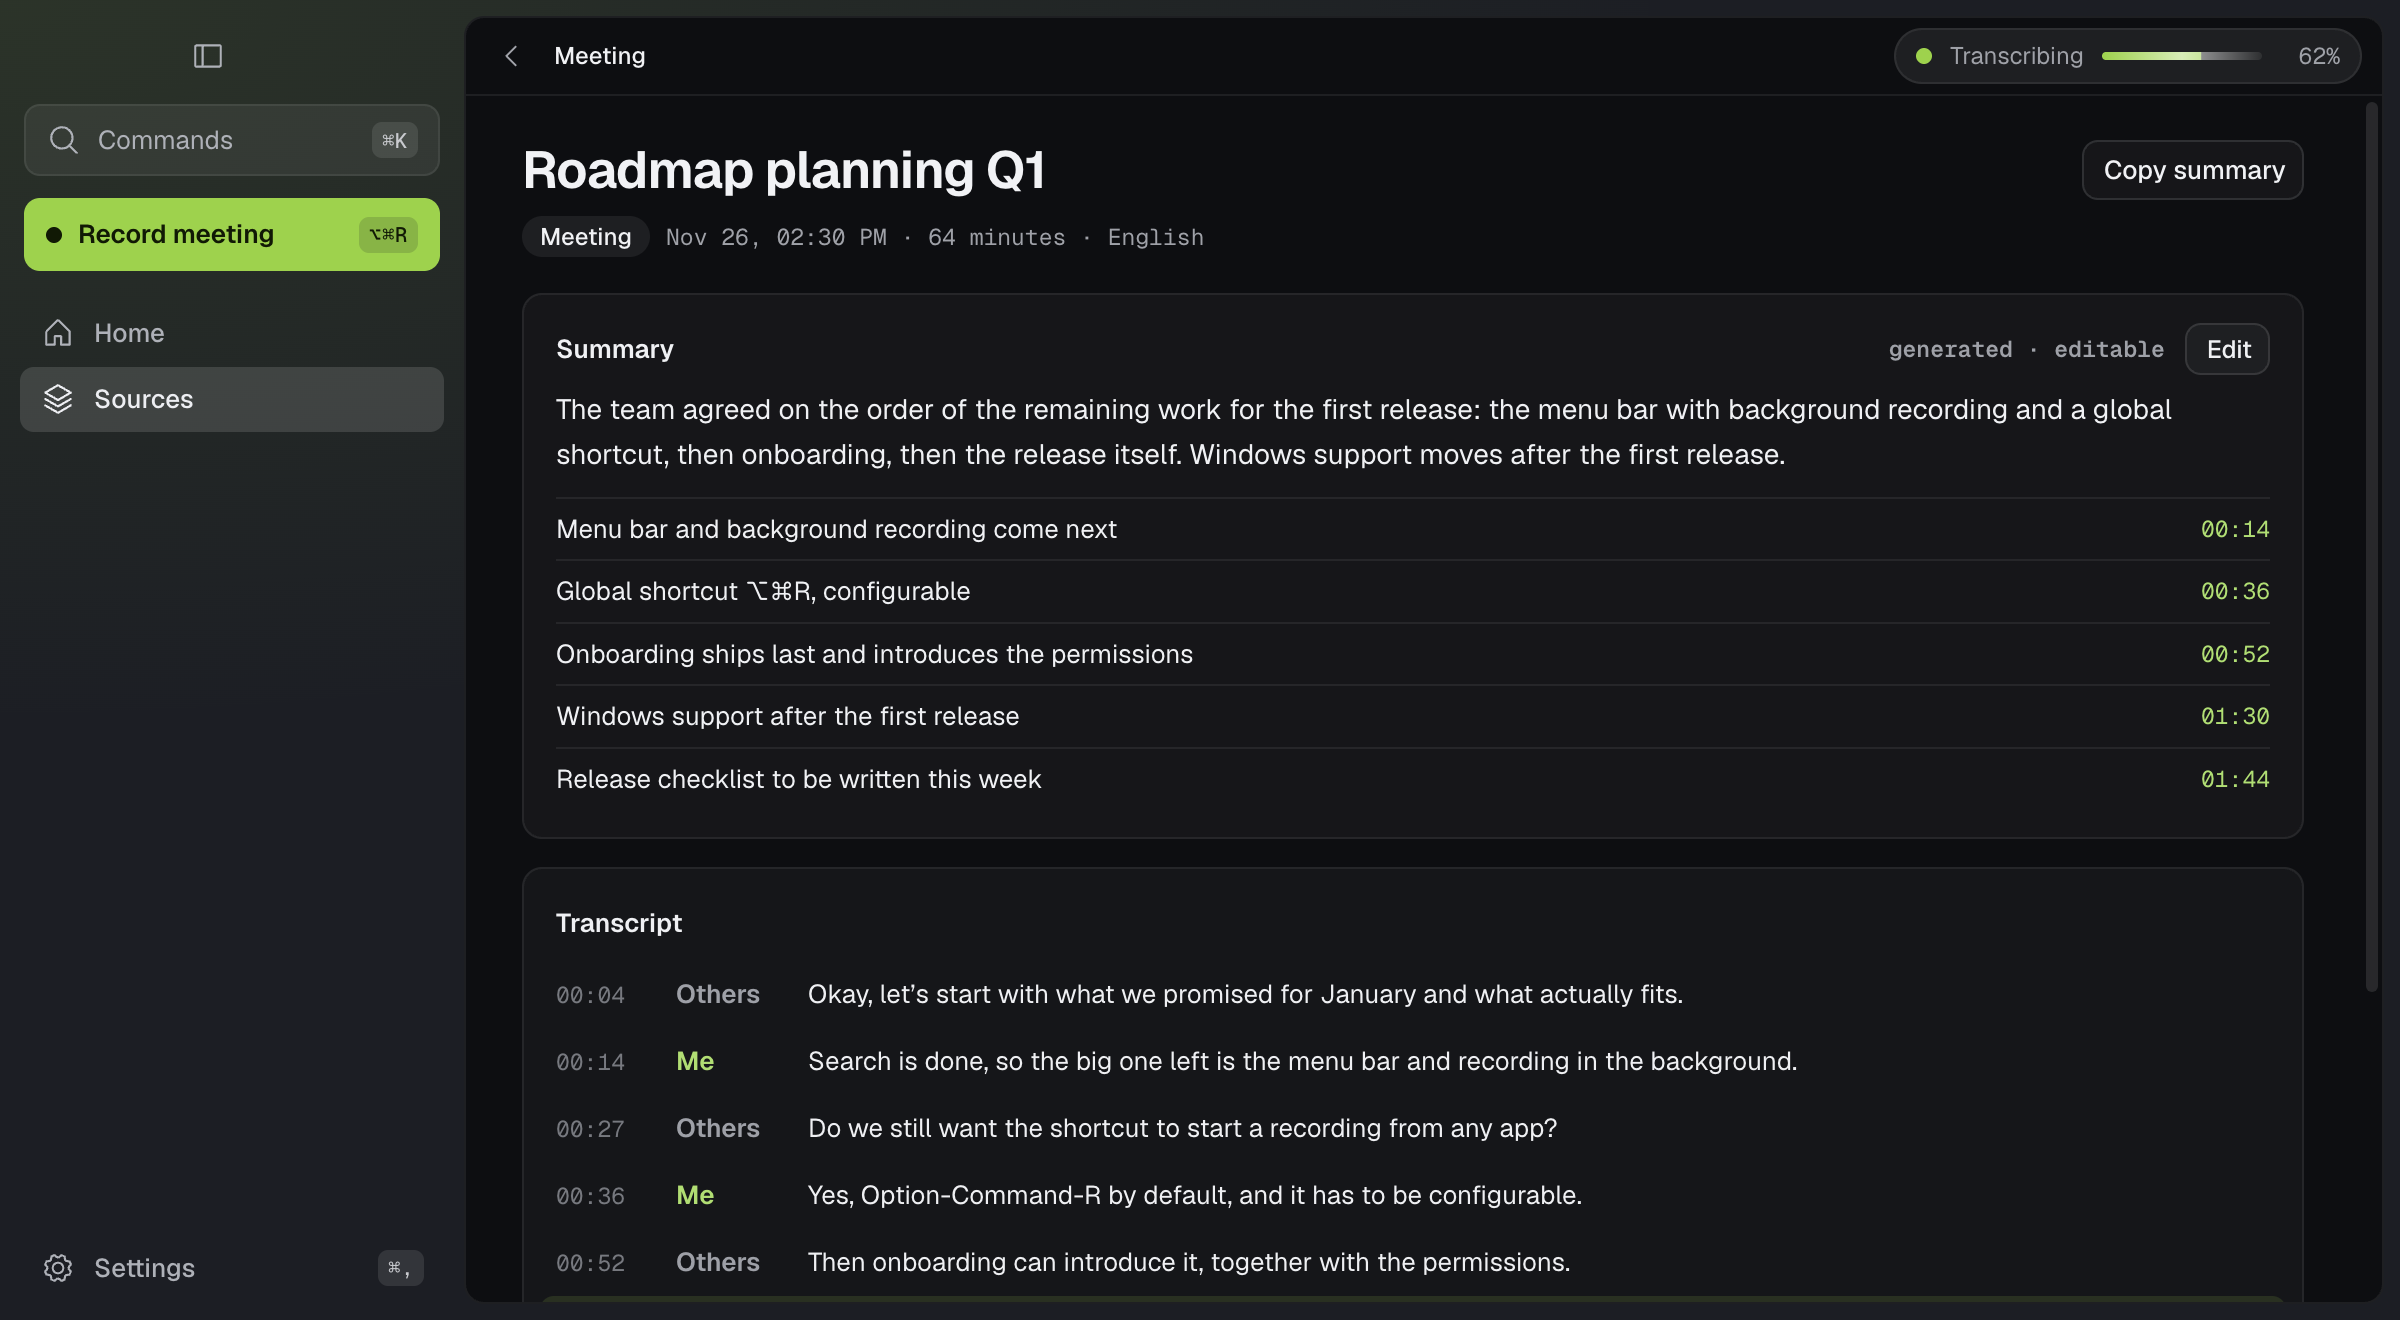 Commands ⌘K
Record meeting ⌥⌘R
Home
Sources
Settings ⌘,
Meeting
Transcribing 62%
Roadmap planning Q1
Copy summary
Meeting Nov 26, 02:30 PM · 64 minutes · English
Summary
generated · editable
Edit
The team agreed on the order of the remaining work for the first release: the menu bar with background recording and a global
shortcut, then onboarding, then the release itself. Windows support moves after the first release.
Menu bar and background recording come next 00:14
Global shortcut ⌥⌘R, configurable 00:36
Onboarding ships last and introduces the permissions 00:52
Windows support after the first release 01:30
Release checklist to be written this week 01:44
Transcript
00:04 Others Okay, let’s start with what we promised for January and what actually fits.
00:14 Me Search is done, so the big one left is the menu bar and recording in the background.
00:27 Others Do we still want the shortcut to start a recording from any app?
00:36 Me Yes, Option-Command-R by default, and it has to be configurable.
00:52 Others Then onboarding can introduce it, together with the permissions.